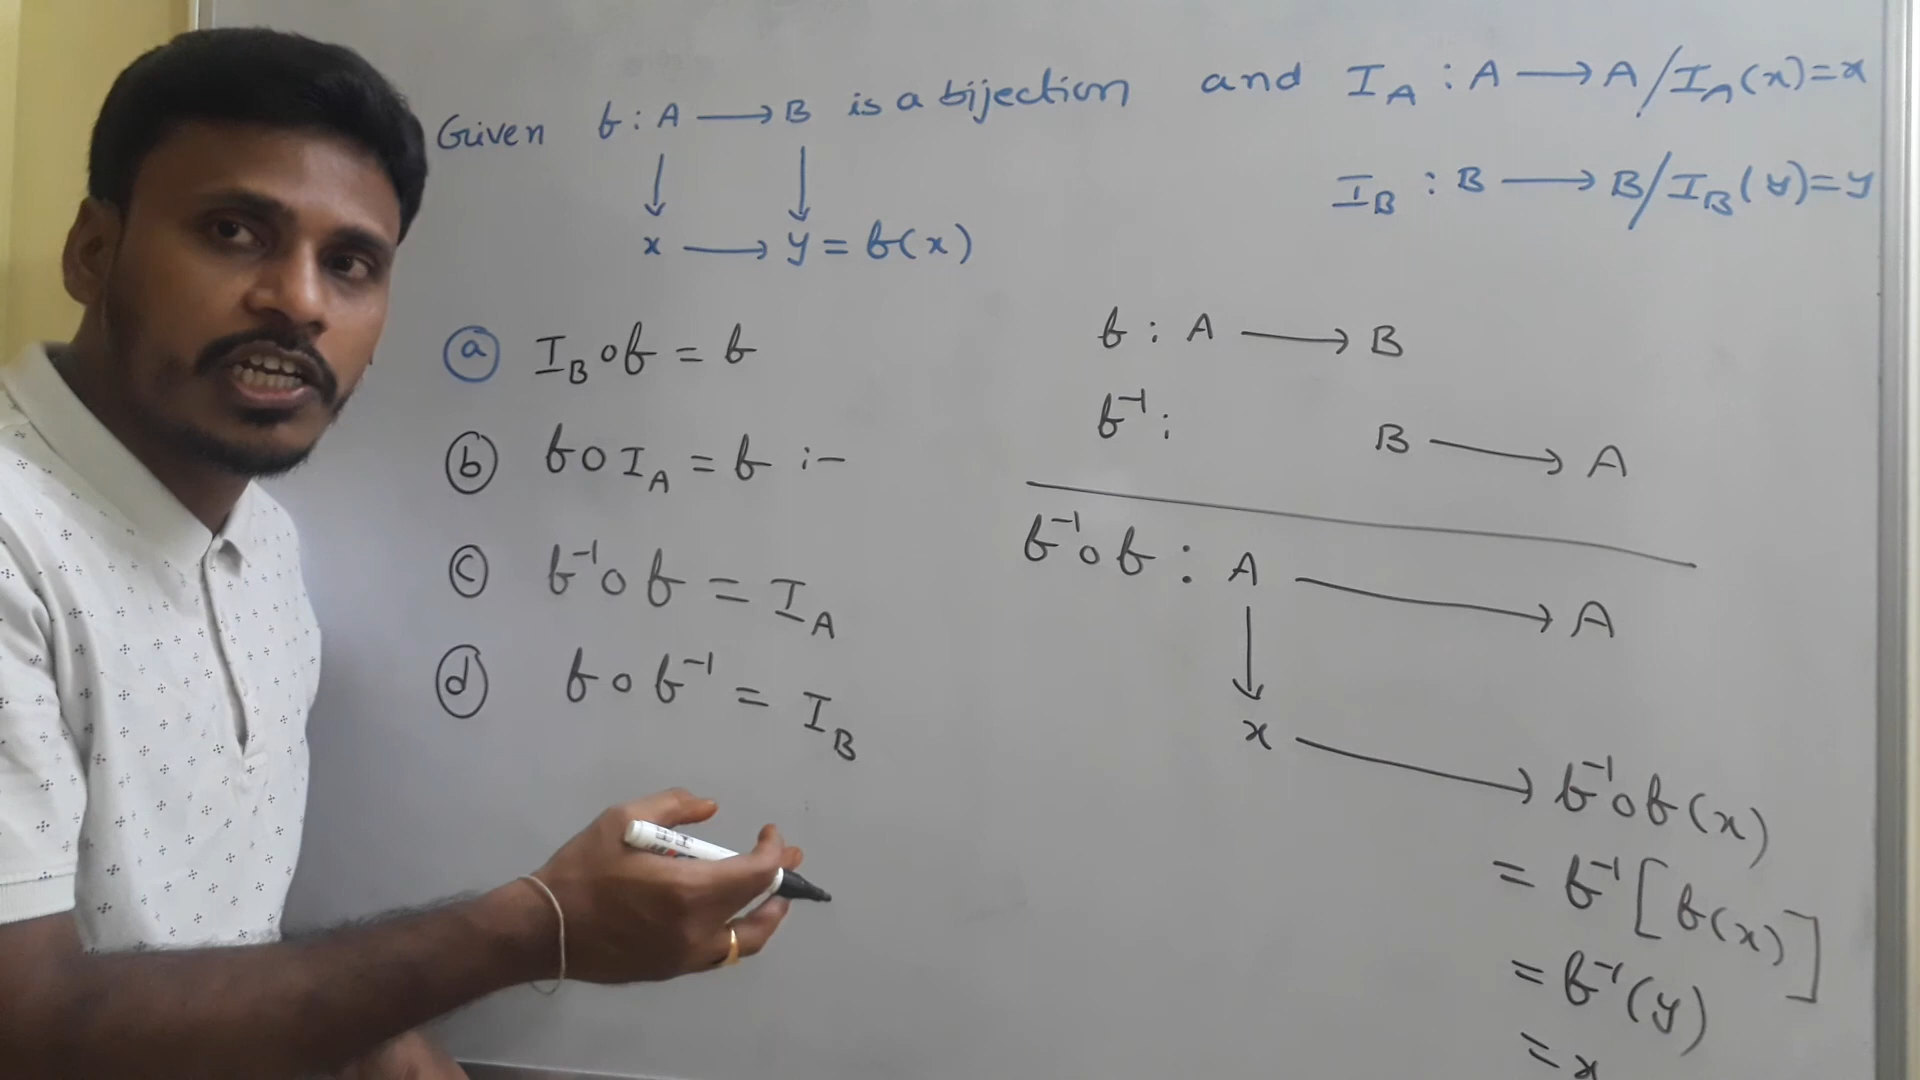 Given f : A ⟶ B is a bijection and I_A : A ⟶ A/I_A(x)=x
↓ ↓ I_B : B ⟶ B/I_B(y)=y
x ⟶ y = f(x)
ⓐ I_B∘f = f
ⓑ f∘I_A = f :-
ⓒ f⁻¹∘f = I_A
ⓓ f∘f⁻¹ = I_B
f : A ⟶ B
f⁻¹ : B ⟶ A
f⁻¹∘f : A ⟶ A
↓
x ⟶ f⁻¹∘f(x)
= f⁻¹[f(x)]
= f⁻¹(y)
= x